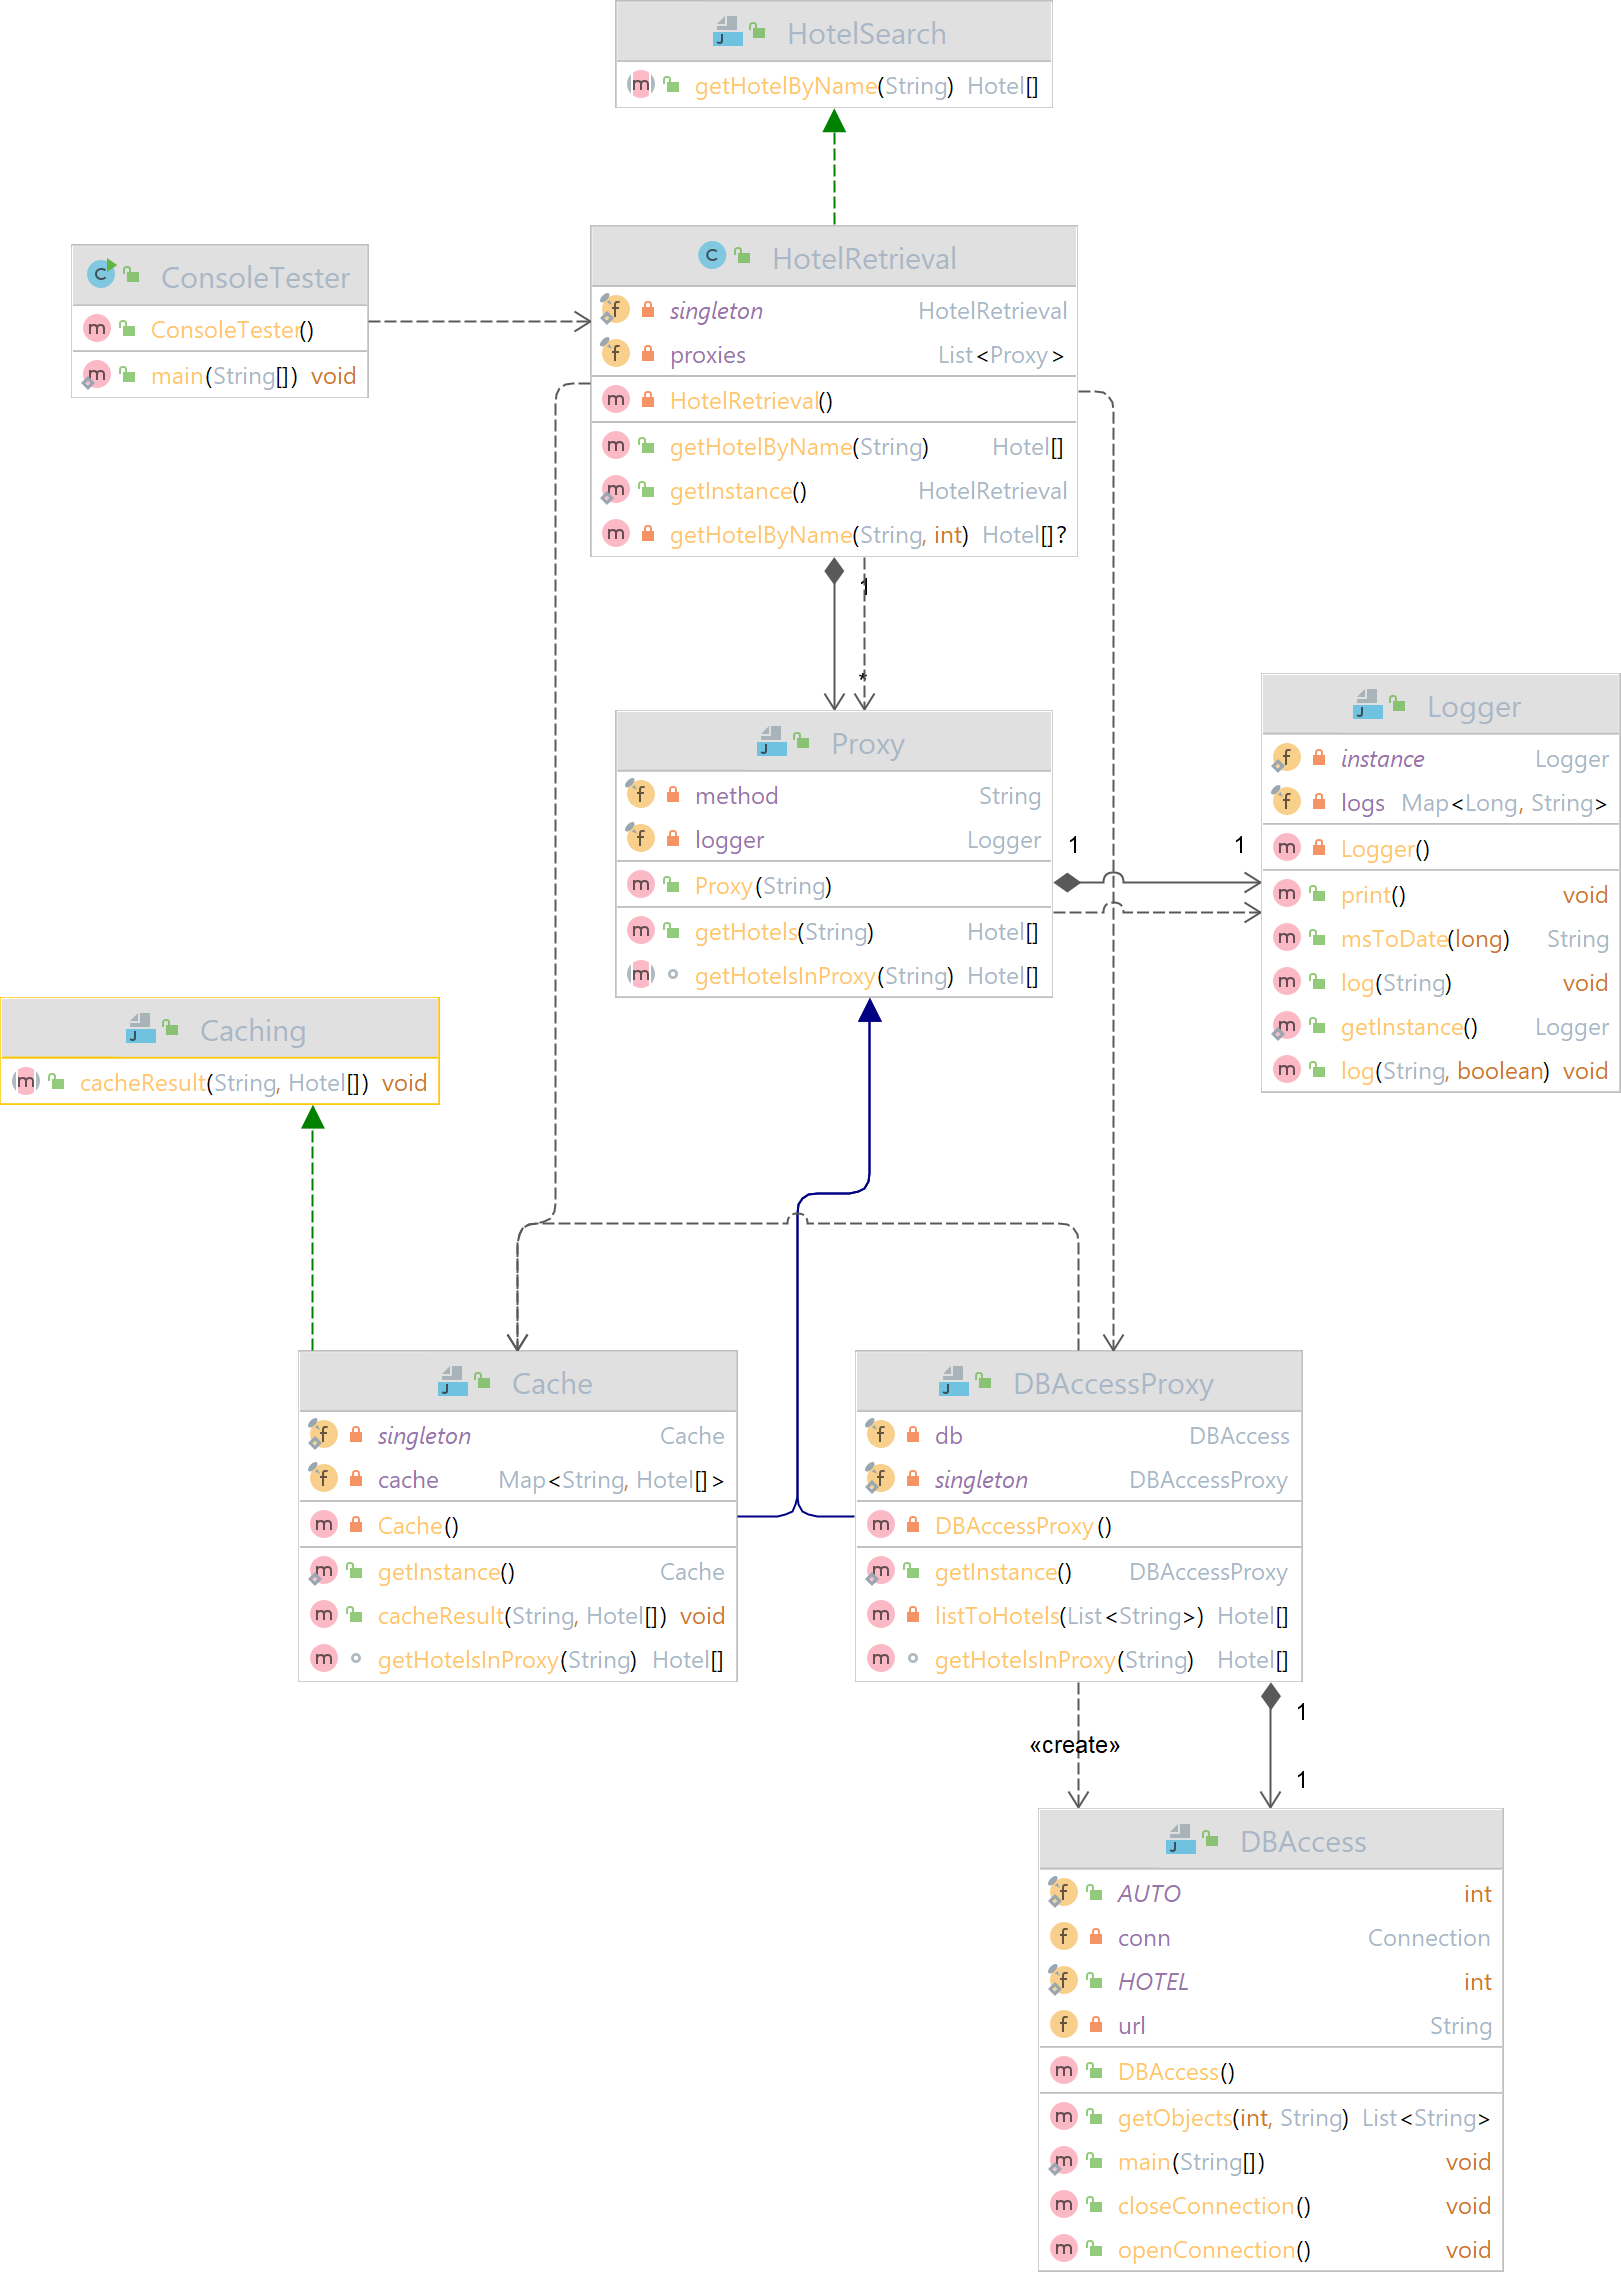 HotelSearch
getHotelByName(String) Hotel[]
HotelRetrieval
singleton HotelRetrieval
proxies List<Proxy>
HotelRetrieval()
getHotelByName(String) Hotel[]
getInstance() HotelRetrieval
getHotelByName(String, int) Hotel[]?
ConsoleTester
ConsoleTester()
main(String[]) void
1
*
Proxy
method String
logger Logger
Proxy(String)
getHotels(String) Hotel[]
getHotelsInProxy(String) Hotel[]
1
1
Logger
instance Logger
logs Map<Long, String>
Logger()
print() void
msToDate(long) String
log(String) void
getInstance() Logger
log(String, boolean) void
Caching
cacheResult(String, Hotel[]) void
Cache
singleton Cache
cache Map<String, Hotel[]>
Cache()
getInstance() Cache
cacheResult(String, Hotel[]) void
getHotelsInProxy(String) Hotel[]
DBAccessProxy
db DBAccess
singleton DBAccessProxy
DBAccessProxy()
getInstance() DBAccessProxy
listToHotels(List<String>) Hotel[]
getHotelsInProxy(String) Hotel[]
1
«create»
1
DBAccess
AUTO int
conn Connection
HOTEL int
url String
DBAccess()
getObjects(int, String) List<String>
main(String[]) void
closeConnection() void
openConnection() void